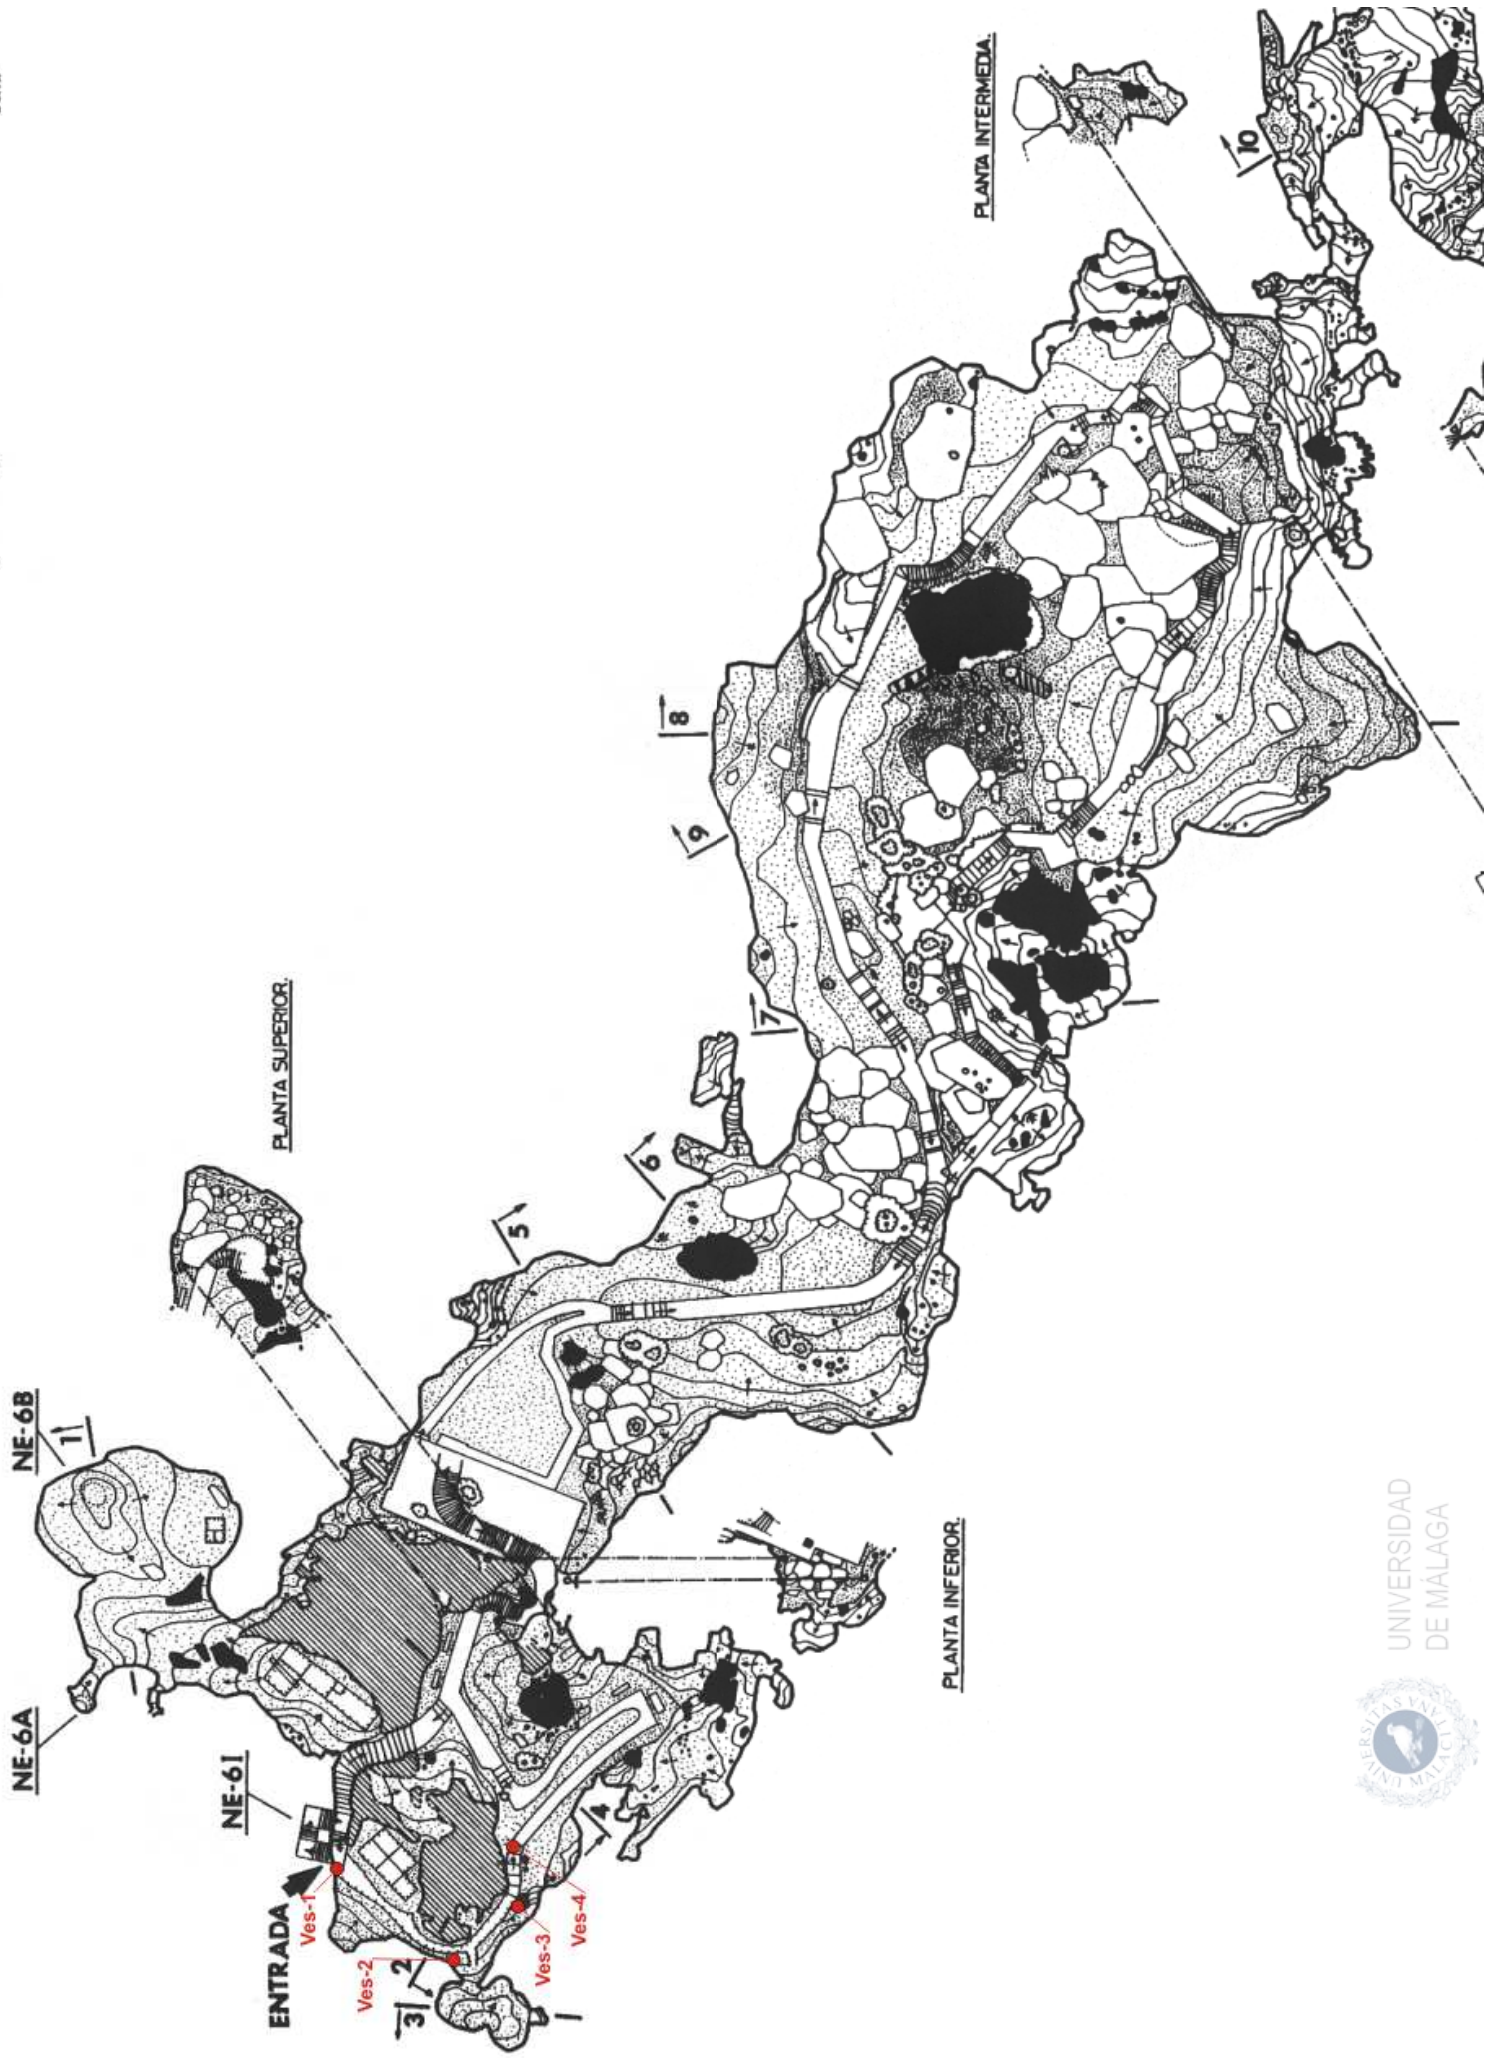 PLANTA INTERMEDIA.
10
8
9
7
PLANTA SUPERIOR.
6
5
NE-6B
1
NE-6A
NE-6I
ENTRADA
Ves-1
Ves-2
2
3
Ves-3
Ves-4
4
PLANTA INFERIOR.
UNIVERSIDAD
DE MÁLAGA